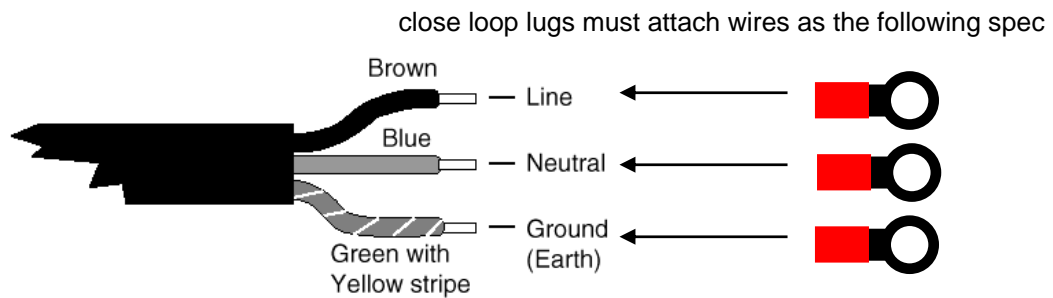 close loop lugs must attach wires as the following spec
Brown
Line
Blue
Neutral
Ground
(Earth)
Green with
Yellow stripe